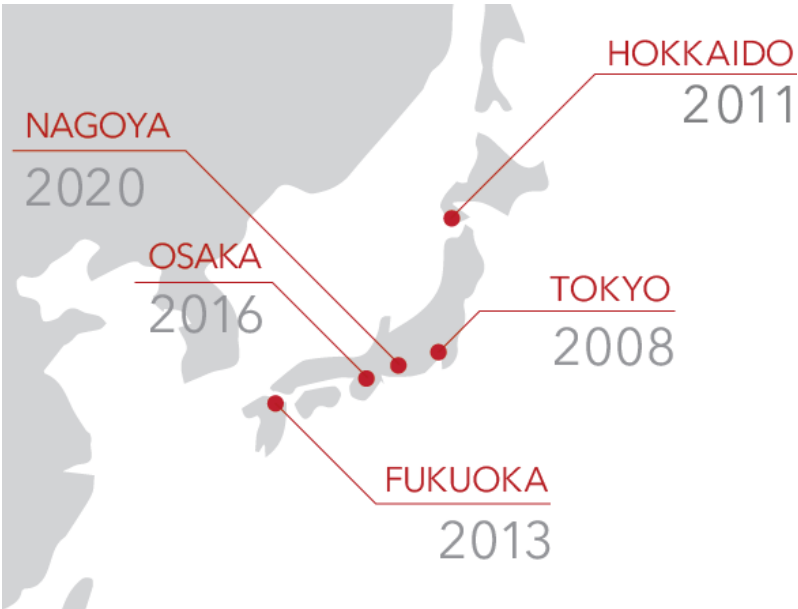 HOKKAIDO
2011
NAGOYA
2020
OSAKA
2016
TOKYO
2008
FUKUOKA
2013